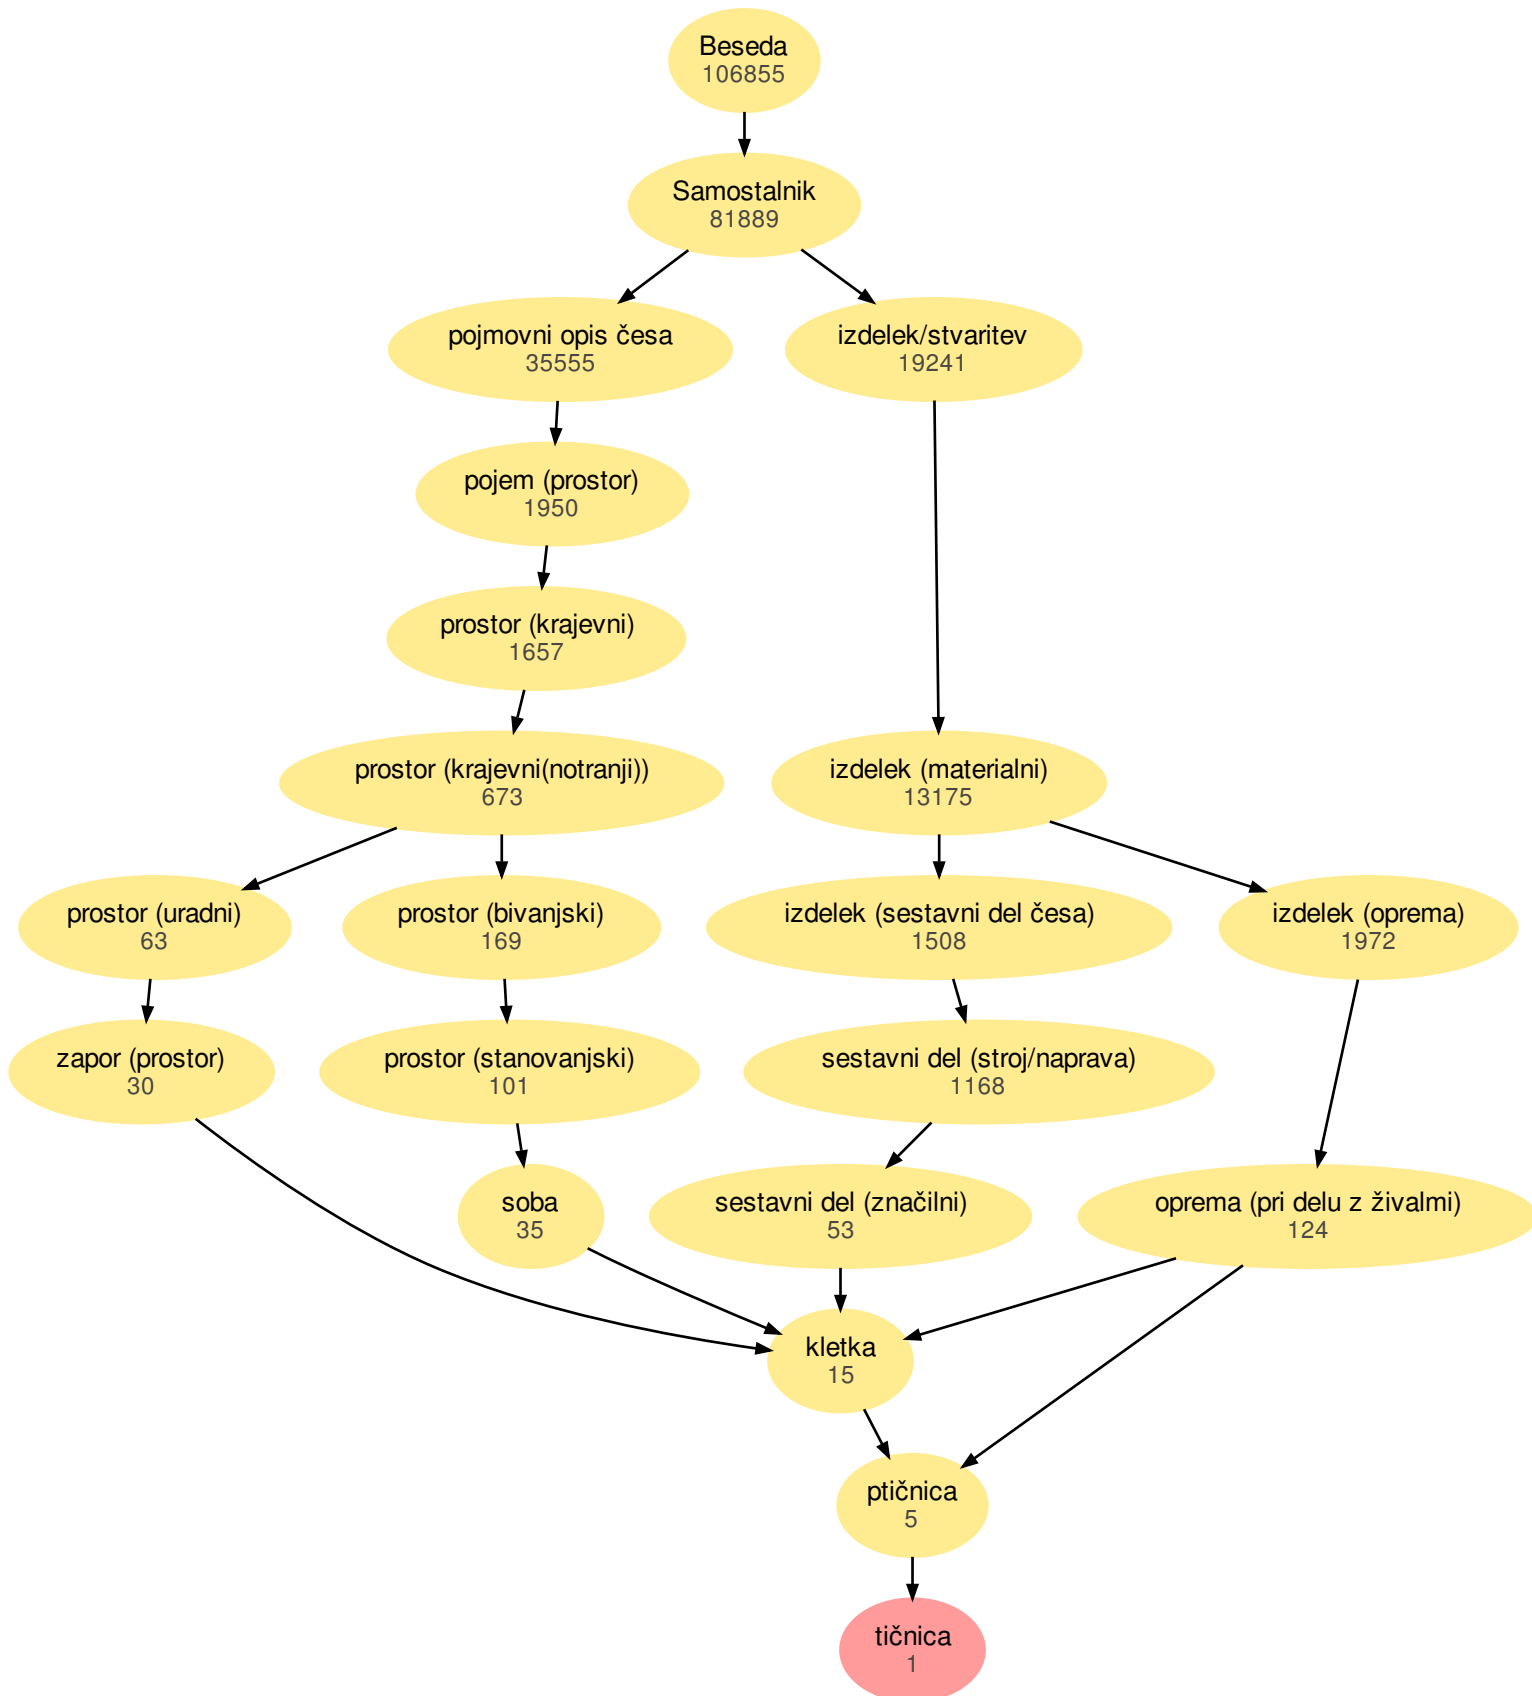 Beseda
106855
Samostalnik
81889
pojmovni opis česa
35555
izdelek/stvaritev
19241
pojem (prostor)
1950
prostor (krajevni)
1657
prostor (krajevni(notranji))
673
izdelek (materialni)
13175
prostor (uradni)
63
prostor (bivanjski)
169
izdelek (sestavni del česa)
1508
izdelek (oprema)
1972
zapor (prostor)
30
prostor (stanovanjski)
101
sestavni del (stroj/naprava)
1168
soba
35
sestavni del (značilni)
53
oprema (pri delu z živalmi)
124
kletka
15
ptičnica
5
tičnica
1